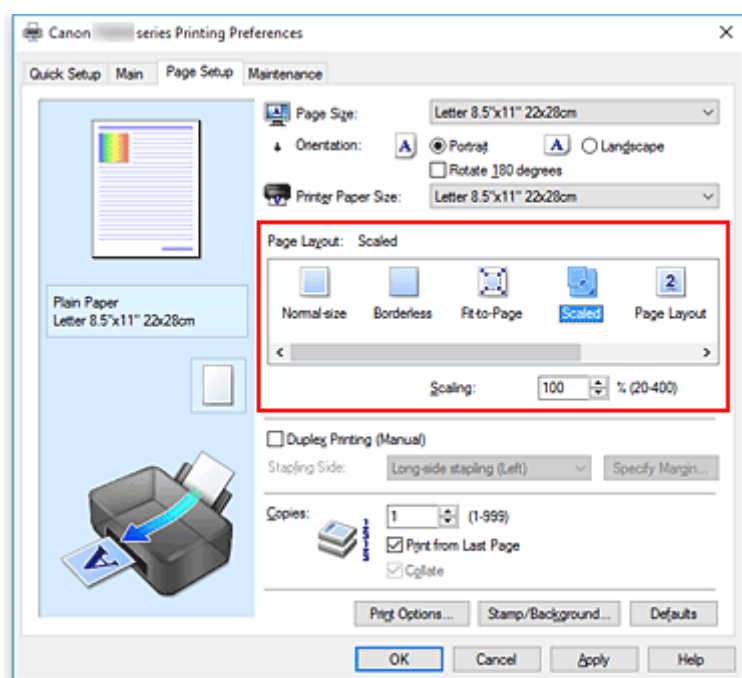 Canon series Printing Preferences
Quick Setup Main Page Setup Maintenance
Page Size: Letter 8.5"x11" 22x28cm
Orientation: A Portrait A Landscape
Rotate 180 degrees
Printer Paper Size: Letter 8.5"x11" 22x28cm
Page Layout: Scaled
2
Normal-size Borderless Fit-to-Page Scaled Page Layout
Scaling: 100 % (20-400)
Plain Paper
Letter 8.5"x11" 22x28cm
Duplex Printing (Manual)
Stapling Side: Long-side stapling (Left) Specify Margin...
Copies: 1 (1-999)
Print from Last Page
Collate
A
Print Options... Stamp/Background... Defaults
OK Cancel Apply Help